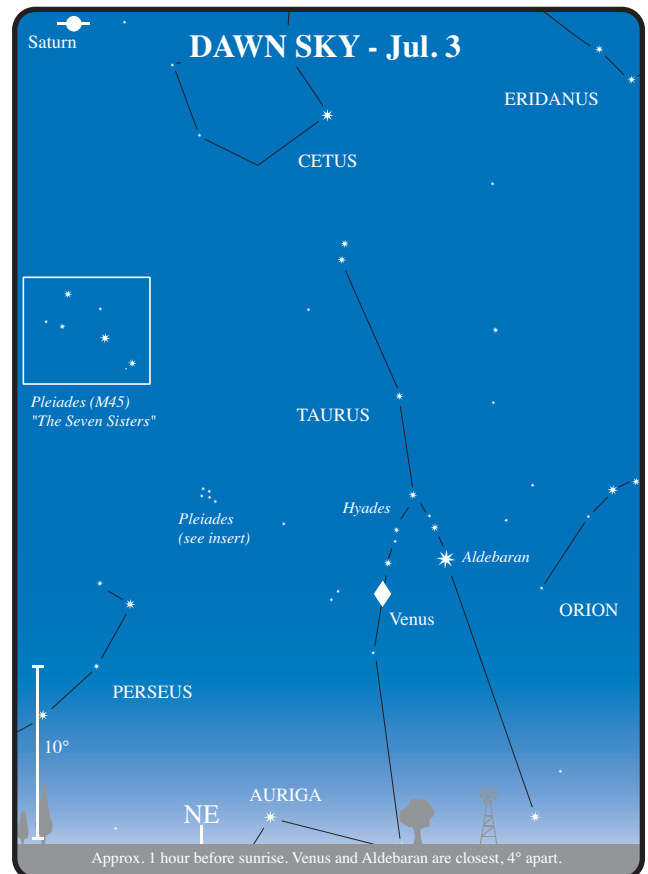 Saturn
DAWN SKY - Jul. 3
ERIDANUS
CETUS
Pleiades (M45)
"The Seven Sisters"
TAURUS
Hyades
Pleiades
(see insert)
Aldebaran
Venus
ORION
PERSEUS
10°
AURIGA
NE
Approx. 1 hour before sunrise. Venus and Aldebaran are closest, 4° apart.